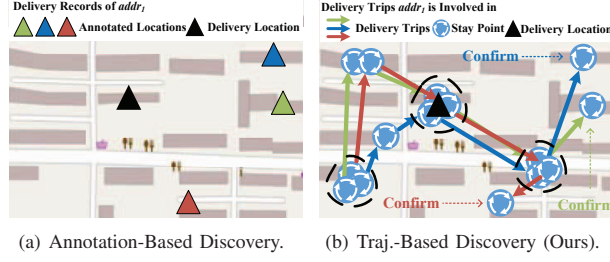 Delivery Records of addr₁
Annotated Locations
Delivery Location
(a) Annotation-Based Discovery.
Delivery Trips addr₁ is Involved in
Delivery Trips
Stay Point
Delivery Location
Confirm
Confirm
Confirm
(b) Traj.-Based Discovery (Ours).